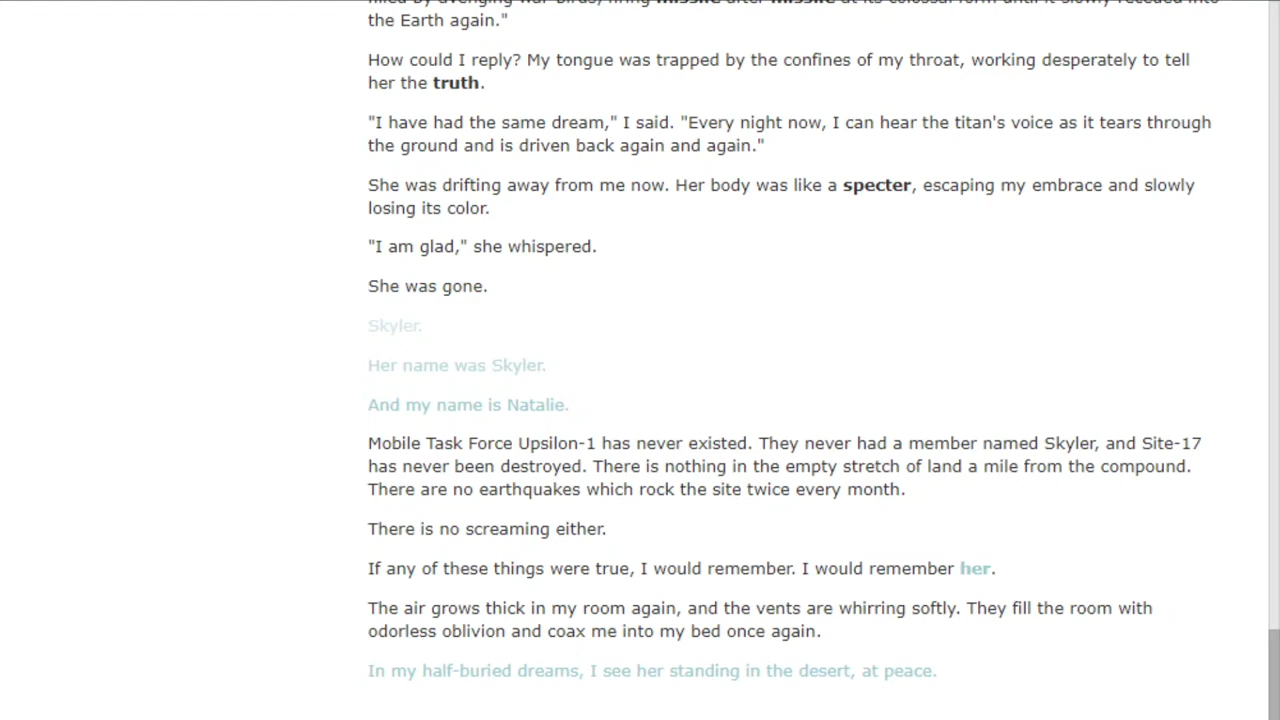 the Earth again."
How could I reply? My tongue was trapped by the confines of my throat, working desperately to tell
her the truth.
"I have had the same dream," I said. "Every night now, I can hear the titan's voice as it tears through
the ground and is driven back again and again."
She was drifting away from me now. Her body was like a specter, escaping my embrace and slowly
losing its color.
"I am glad," she whispered.
She was gone.
Skyler.
Her name was Skyler.
And my name is Natalie.
Mobile Task Force Upsilon-1 has never existed. They never had a member named Skyler, and Site-17
has never been destroyed. There is nothing in the empty stretch of land a mile from the compound.
There are no earthquakes which rock the site twice every month.
There is no screaming either.
If any of these things were true, I would remember. I would remember her.
The air grows thick in my room again, and the vents are whirring softly. They fill the room with
odorless oblivion and coax me into my bed once again.
In my half-buried dreams, I see her standing in the desert, at peace.